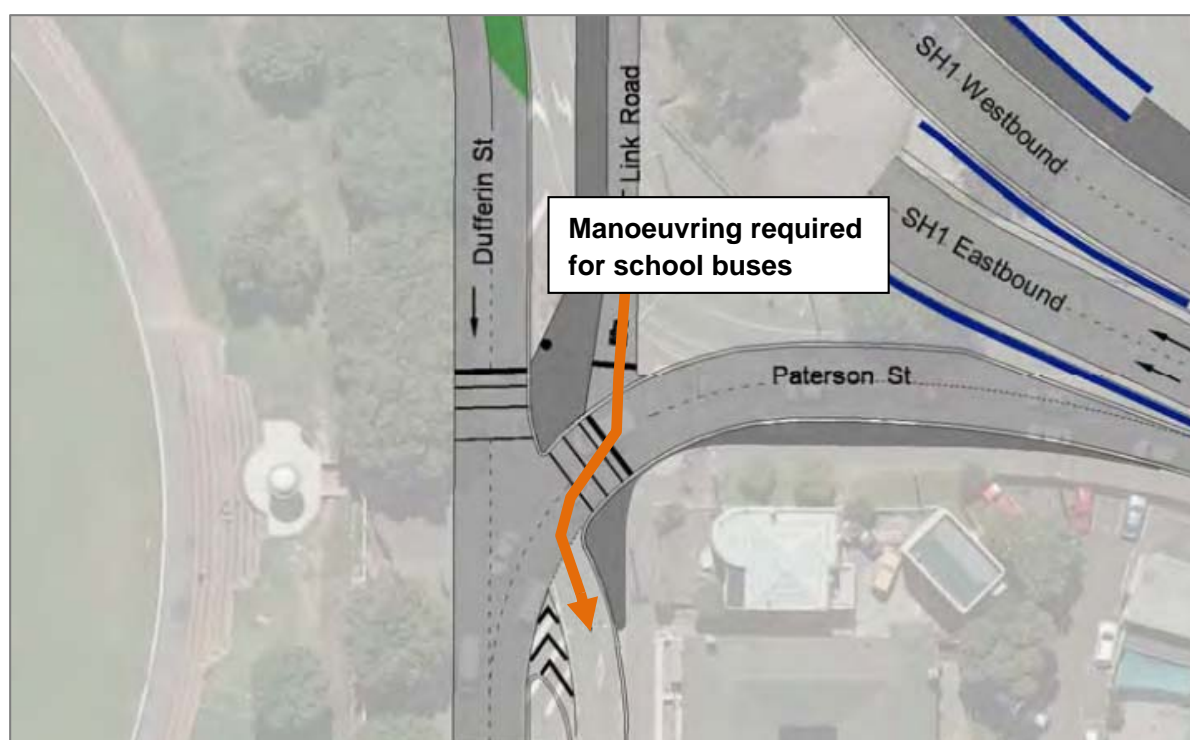 SH1 Westbound
Dufferin St
Link Road
Manoeuvring required
for school buses
SH1 Eastbound
Paterson St